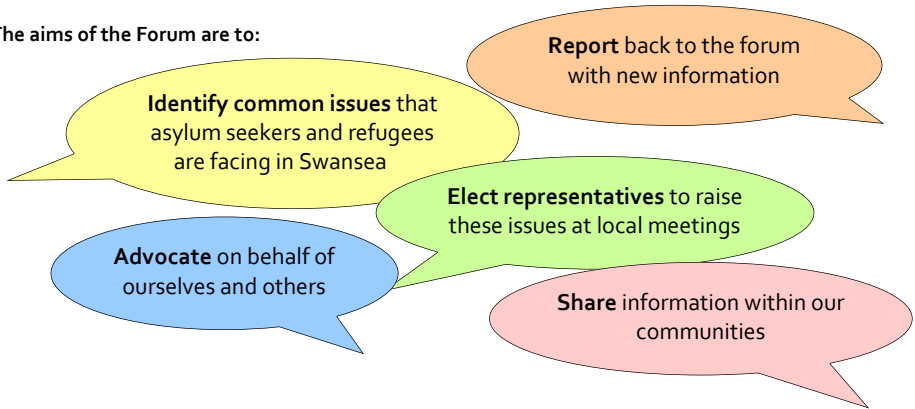 The aims of the Forum are to:
Report back to the forum
with new information
Identify common issues that
asylum seekers and refugees
are facing in Swansea
Elect representatives to raise
these issues at local meetings
Advocate on behalf of
ourselves and others
Share information within our
communities